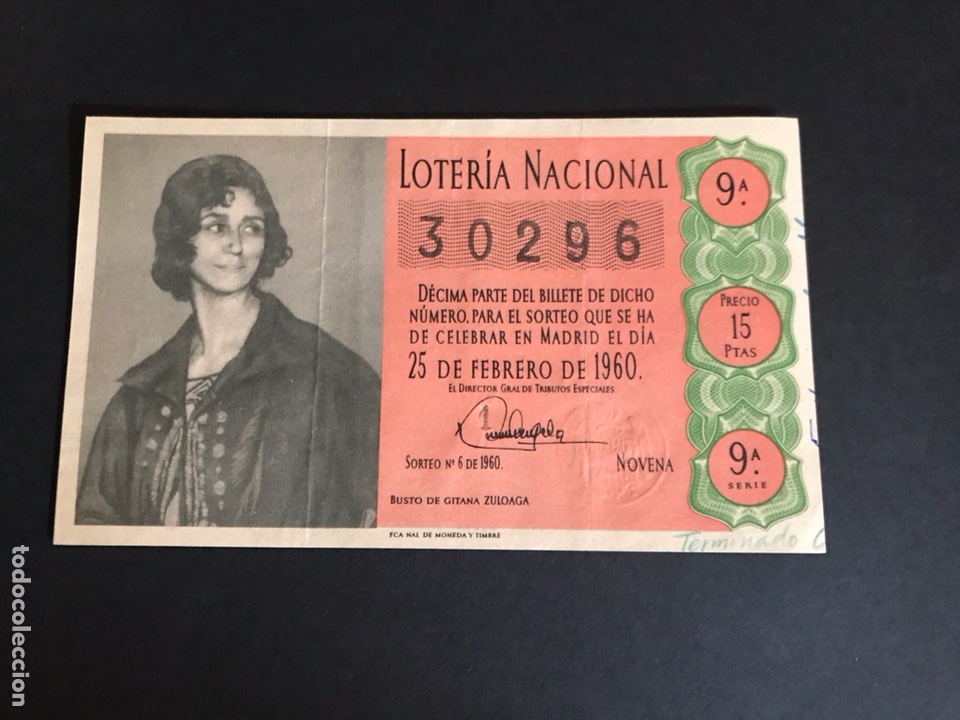 LOTERÍA NACIONAL
30296
DÉCIMA PARTE DEL BILLETE DE DICHO
NÚMERO, PARA EL SORTEO QUE SE HA
DE CELEBRAR EN MADRID EL DÍA
25 DE FEBRERO DE 1960.
EL DIRECTOR GRAL DE TRIBUTOS ESPECIALES
1
SORTEO Nº 6 DE 1960.
NOVENA
BUSTO DE GITANA ZULOAGA
FCA NAL DE MONEDA Y TIMBRE
9ª.
PRECIO
15
PTAS
9ª.
SERIE
Terminado
todocoleccion.net